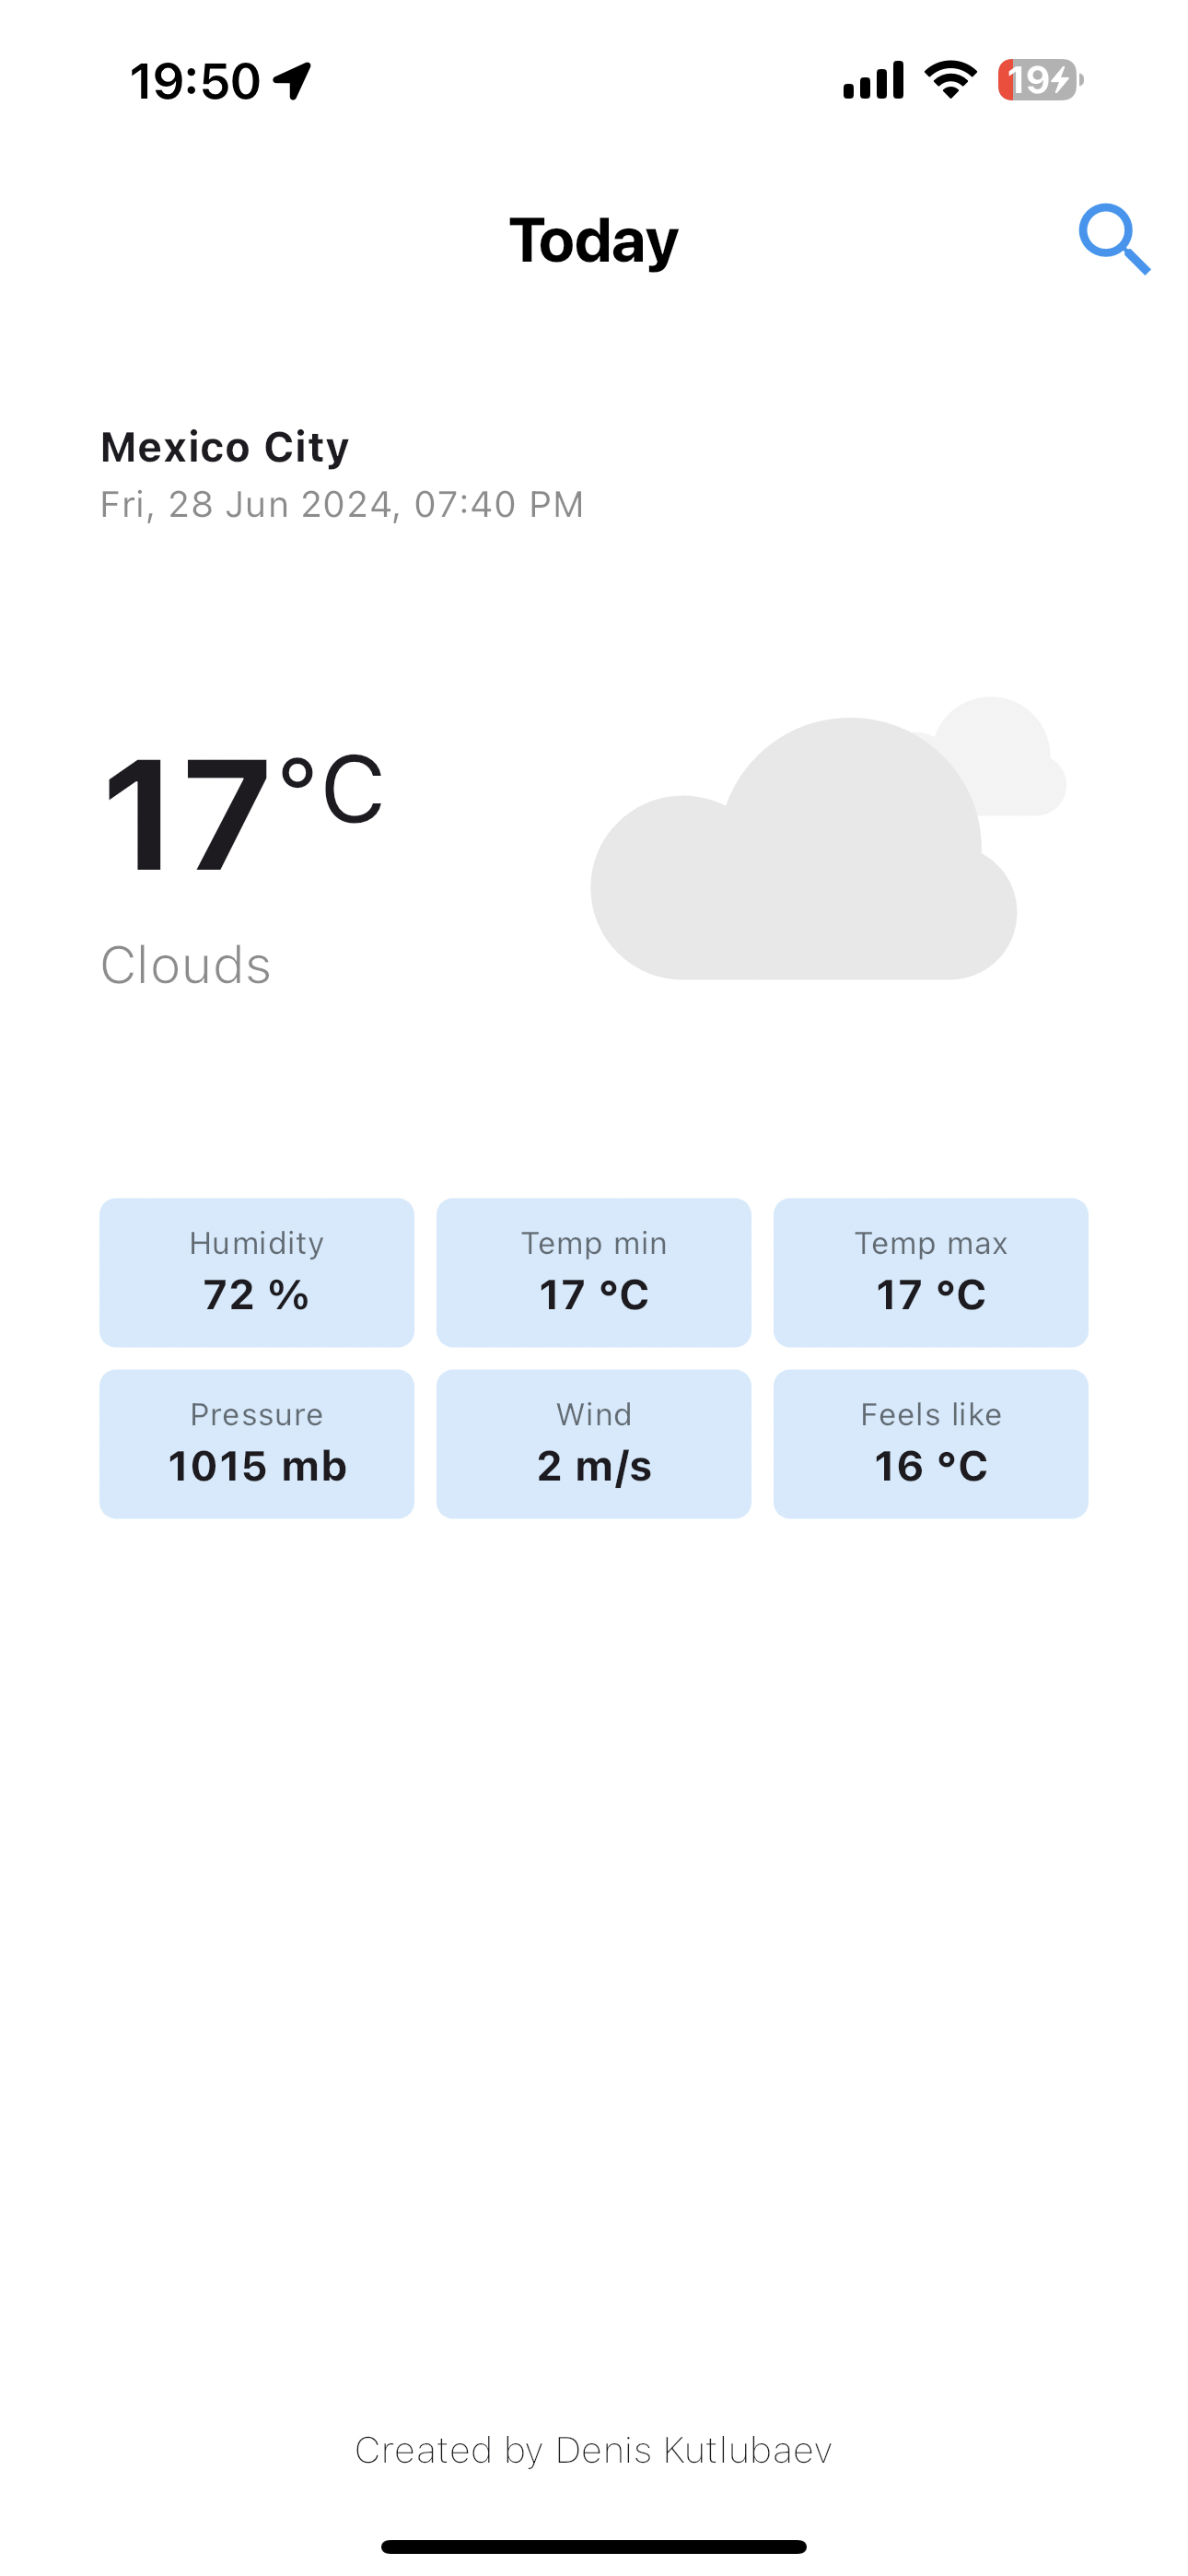 19:50
19
Today
Mexico City
Fri, 28 Jun 2024, 07:40 PM
17°C
Clouds
Humidity
72 %
Temp min
17 °C
Temp max
17 °C
Pressure
1015 mb
Wind
2 m/s
Feels like
16 °C
Created by Denis Kutlubaev